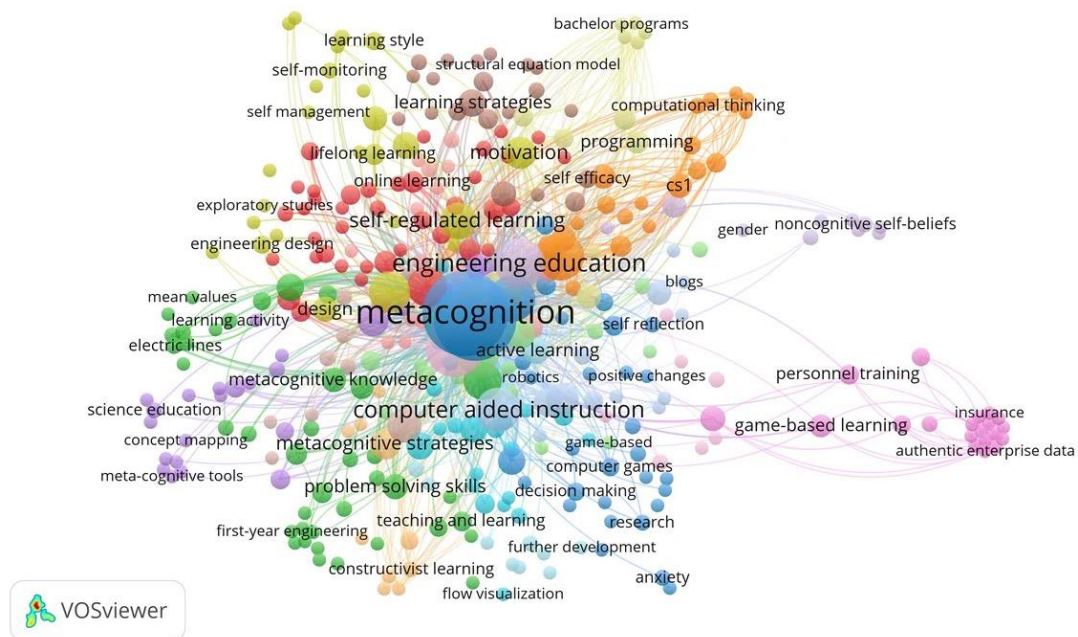 bachelor programs
learning style
structural equation model
self-monitoring
learning strategies
computational thinking
self management
programming
lifelong learning
motivation
online learning
self efficacy
cs1
exploratory studies
self-regulated learning
noncognitive self-beliefs
gender
engineering design
engineering education
blogs
mean values
design
metacognition
learning activity
self reflection
electric lines
active learning
personnel training
metacognitive knowledge
robotics
positive changes
science education
computer aided instruction
insurance
game-based learning
concept mapping
metacognitive strategies
game-based
authentic enterprise data
meta-cognitive tools
computer games
problem solving skills
decision making
first-year engineering
teaching and learning
research
further development
constructivist learning
anxiety
flow visualization
VOSviewer